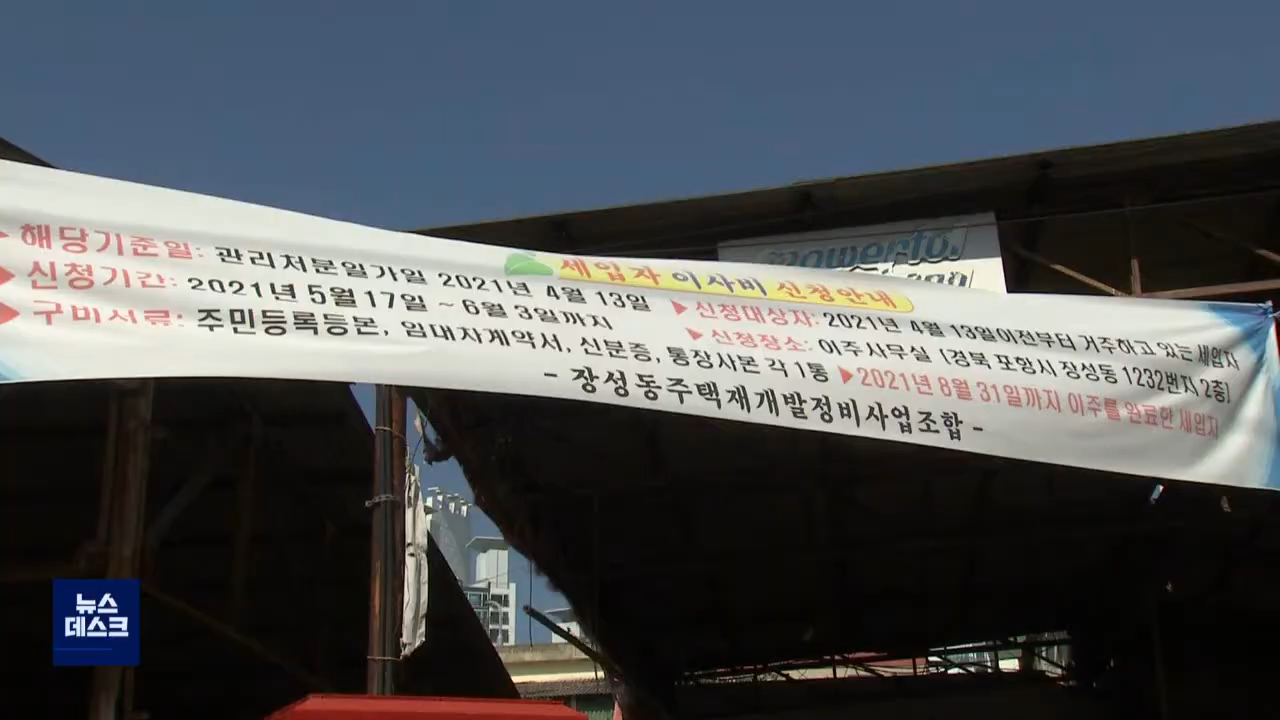 Powerfd.
세입자 이사비 신청안내
▶해당기준일: 관리처분인가일 2021년 4월 13일
▶신청기간: 2021년 5월 17일 ~ 6월 3일까지
▶구비서류: 주민등록등본, 임대차계약서, 신분증, 통장사본 각 1통
▶신청대상자: 2021년 4월 13일이전부터 거주하고 있는 세입자
▶신청장소: 이주사무실 (경북 포항시 장성동 1232번지 2층)
▶2021년 8월 31일까지 이주를 완료한 세입자
- 장성동주택재개발정비사업조합 -
뉴스
데스크